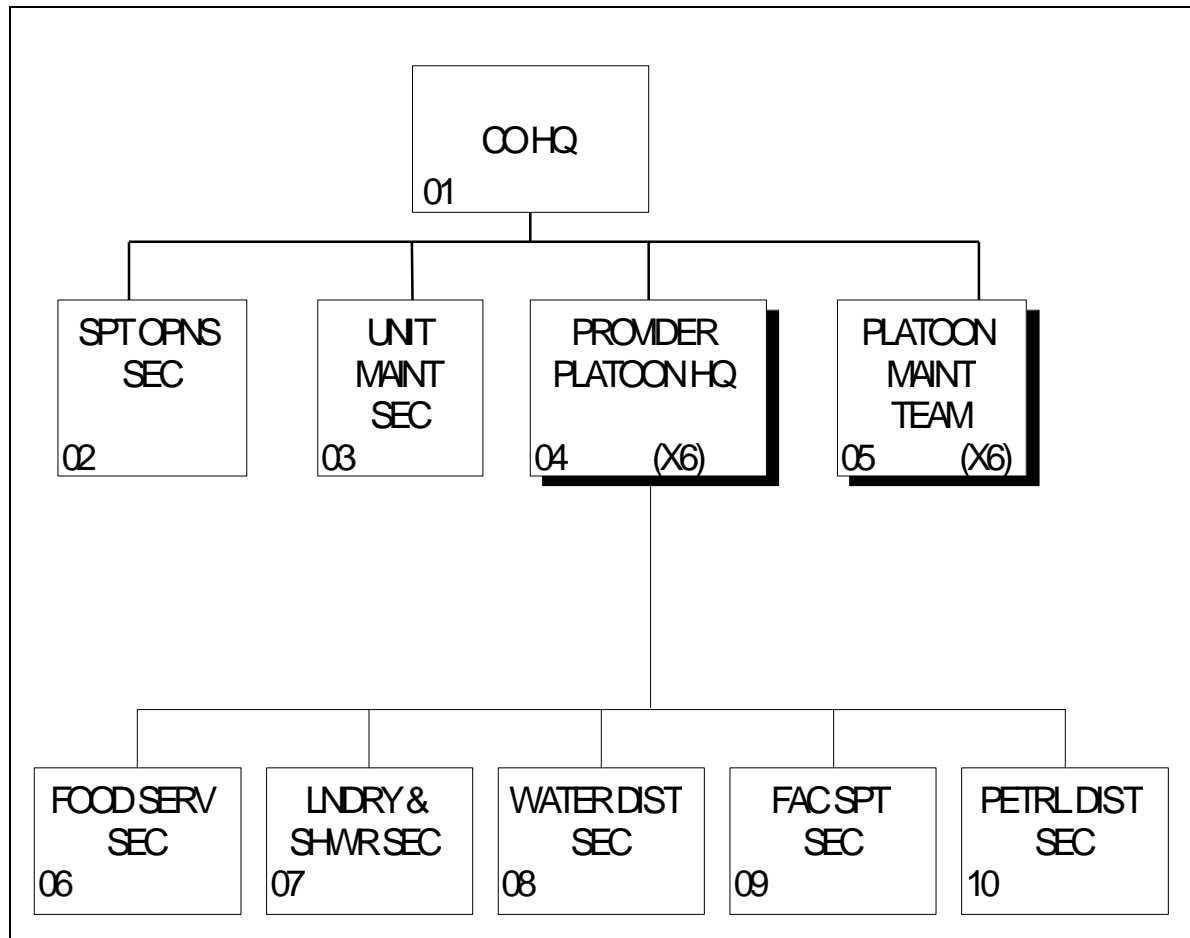 CO HQ
01
SPT OPNS
SEC
02
UNIT
MAINT
SEC
03
PROVIDER
PLATOON HQ
04 (X6)
PLATOON
MAINT
TEAM
05 (X6)
FOOD SERV
SEC
06
LNDRY &
SHWR SEC
07
WATER DIST
SEC
08
FAC SPT
SEC
09
PETRL DIST
SEC
10